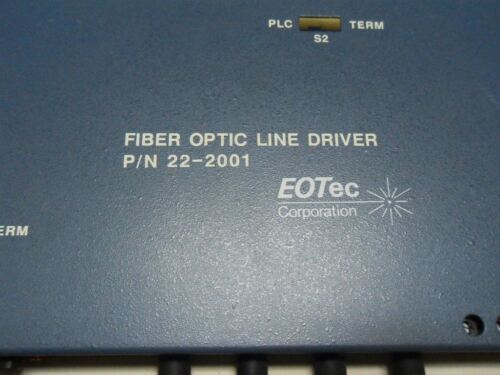 PLC TERM
S2
FIBER OPTIC LINE DRIVER
P/N 22-2001
EOTec
Corporation
ERM